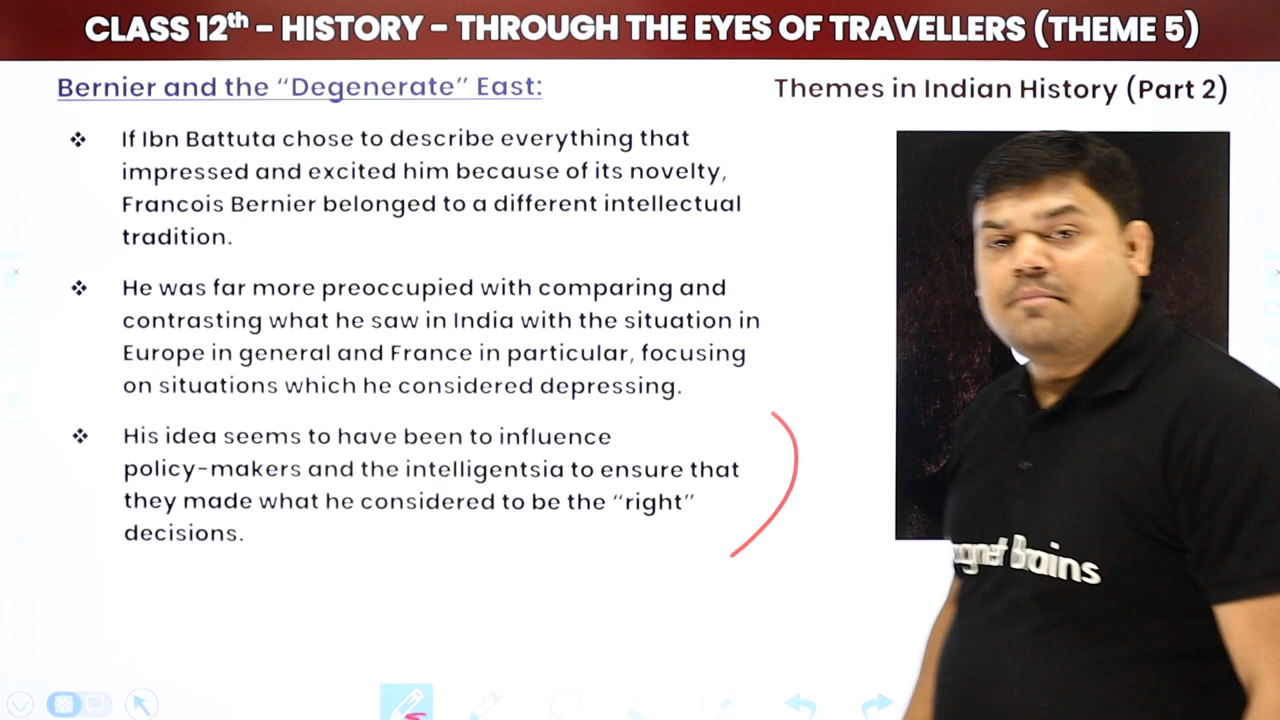 CLASS 12th – HISTORY – THROUGH THE EYES OF TRAVELLERS (THEME 5)
Bernier and the “Degenerate” East:
Themes in Indian History (Part 2)
❖ If Ibn Battuta chose to describe everything that
impressed and excited him because of its novelty,
Francois Bernier belonged to a different intellectual
tradition.
❖ He was far more preoccupied with comparing and
contrasting what he saw in India with the situation in
Europe in general and France in particular, focusing
on situations which he considered depressing.
❖ His idea seems to have been to influence
policy-makers and the intelligentsia to ensure that
they made what he considered to be the “right”
decisions.
Brains